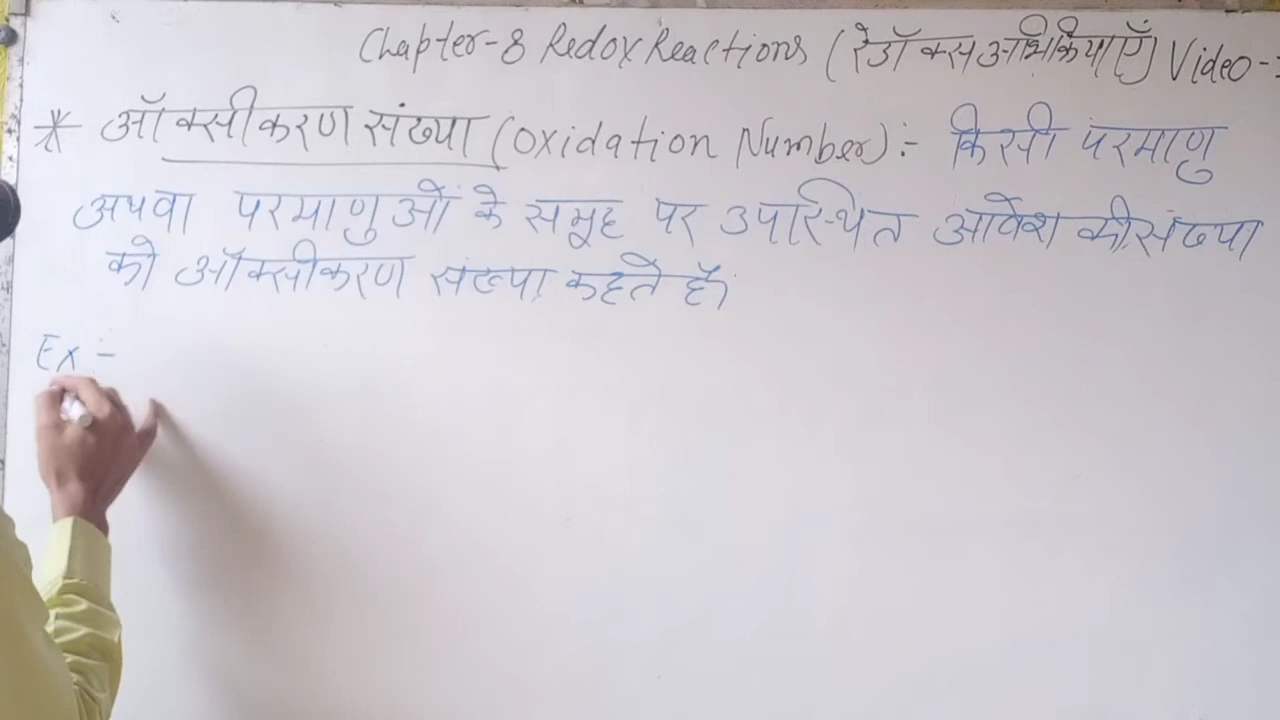 Chapter-8 Redox Reactions (रेडॉक्स अभिक्रियाएँ) Video-
* ऑक्सीकरण संख्या (Oxidation Number) :- किसी परमाणु
अथवा परमाणुओं के समूह पर उपस्थित आवेश की संख्या
को ऑक्सीकरण संख्या कहते हैं।
Ex :-